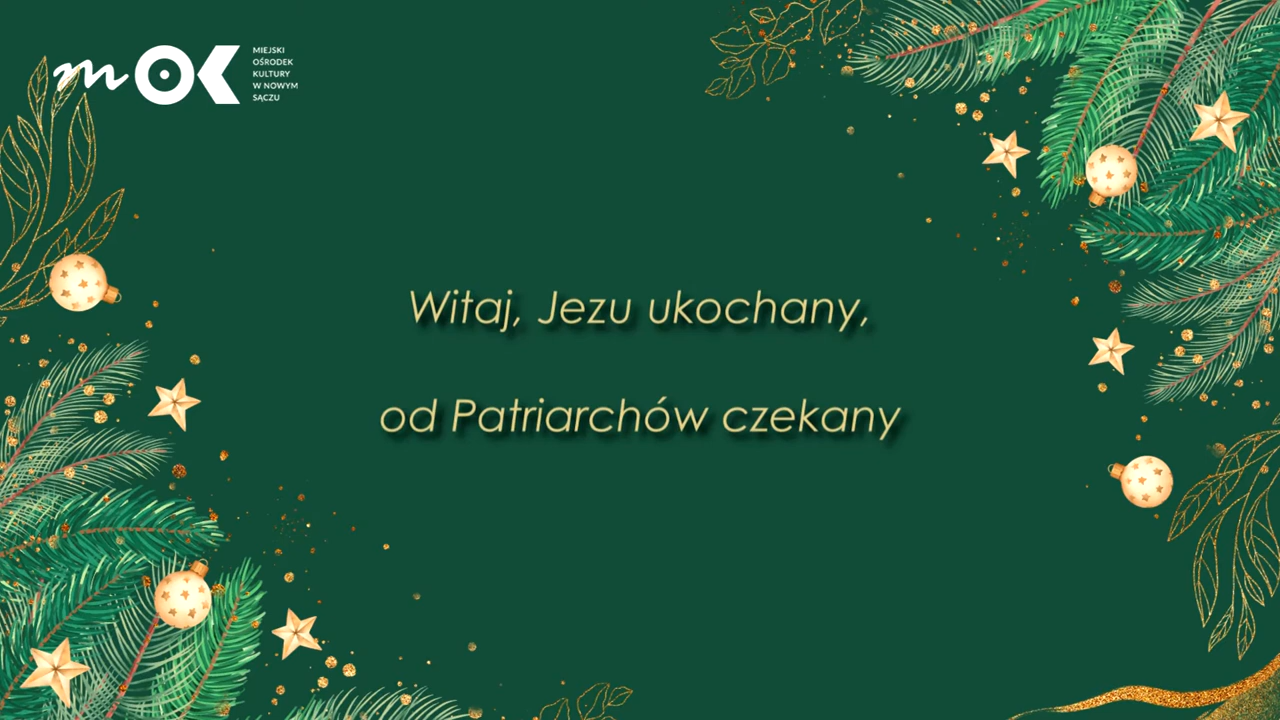 mOK
MIEJSKI
OŚRODEK
KULTURY
W NOWYM
SĄCZU
Witaj, Jezu ukochany,
od Patriarchów czekany